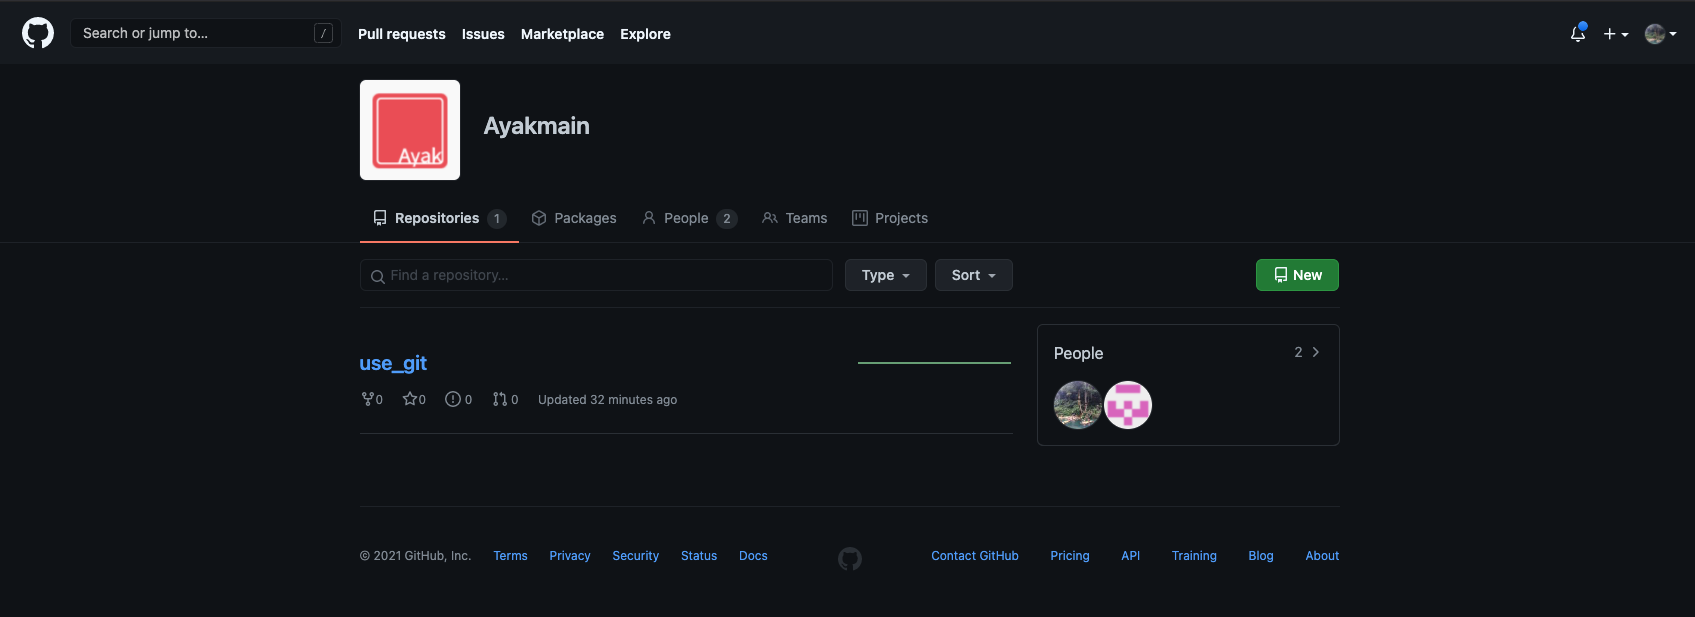 Search or jump to... / Pull requests Issues Marketplace Explore
Ayak
Ayakmain
Repositories 1 Packages People 2 Teams Projects
Find a repository... Type Sort New
People 2
use_git
0 0 0 0 Updated 32 minutes ago
© 2021 GitHub, Inc. Terms Privacy Security Status Docs Contact GitHub Pricing API Training Blog About